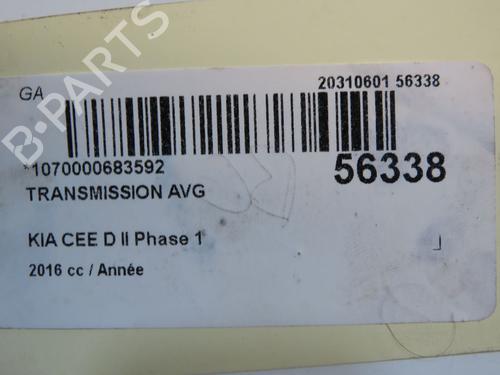 GA
20310601 56338
*1070000683592
56338
TRANSMISSION AVG
KIA CEE D II Phase 1
2016 cc / Année
B-PARTS